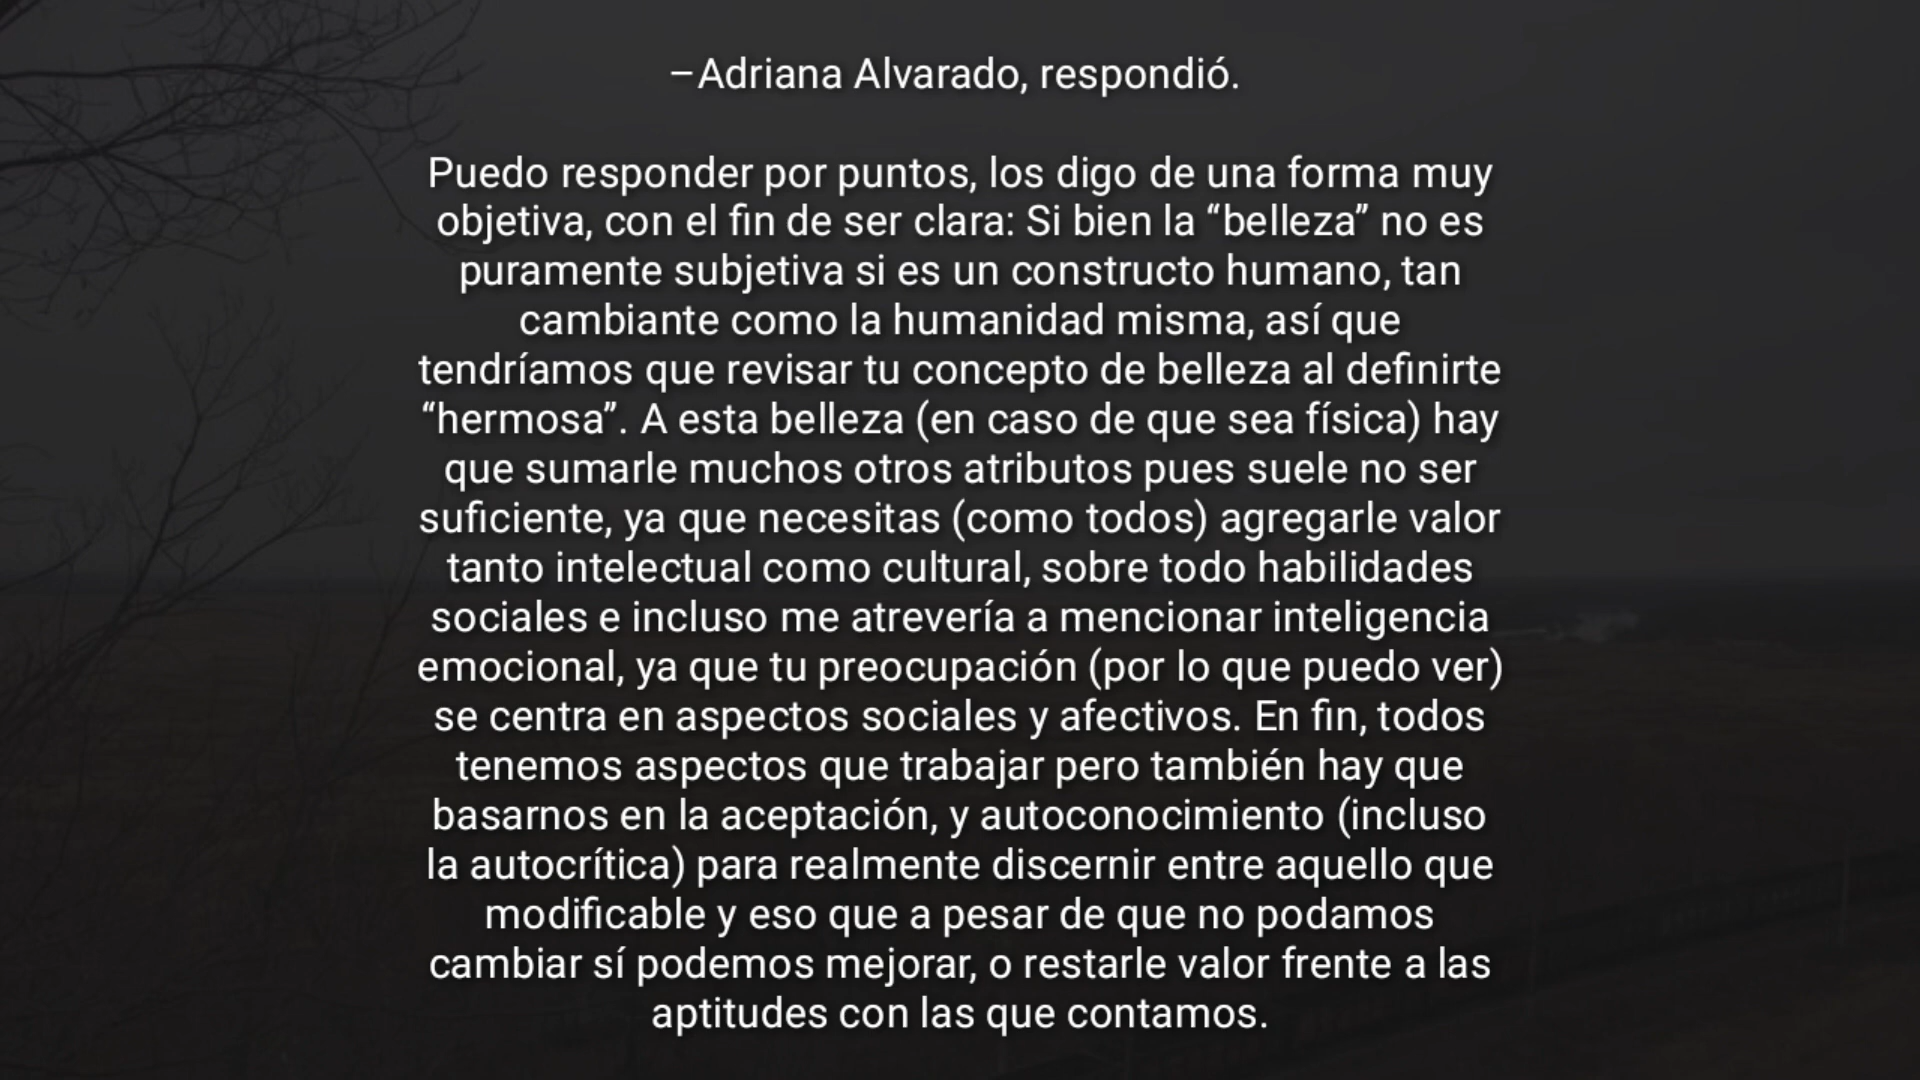 –Adriana Alvarado, respondió.
Puedo responder por puntos, los digo de una forma muy
objetiva, con el fin de ser clara: Si bien la “belleza” no es
puramente subjetiva si es un constructo humano, tan
cambiante como la humanidad misma, así que
tendríamos que revisar tu concepto de belleza al definirte
“hermosa”. A esta belleza (en caso de que sea física) hay
que sumarle muchos otros atributos pues suele no ser
suficiente, ya que necesitas (como todos) agregarle valor
tanto intelectual como cultural, sobre todo habilidades
sociales e incluso me atrevería a mencionar inteligencia
emocional, ya que tu preocupación (por lo que puedo ver)
se centra en aspectos sociales y afectivos. En fin, todos
tenemos aspectos que trabajar pero también hay que
basarnos en la aceptación, y autoconocimiento (incluso
la autocrítica) para realmente discernir entre aquello que
modificable y eso que a pesar de que no podamos
cambiar sí podemos mejorar, o restarle valor frente a las
aptitudes con las que contamos.